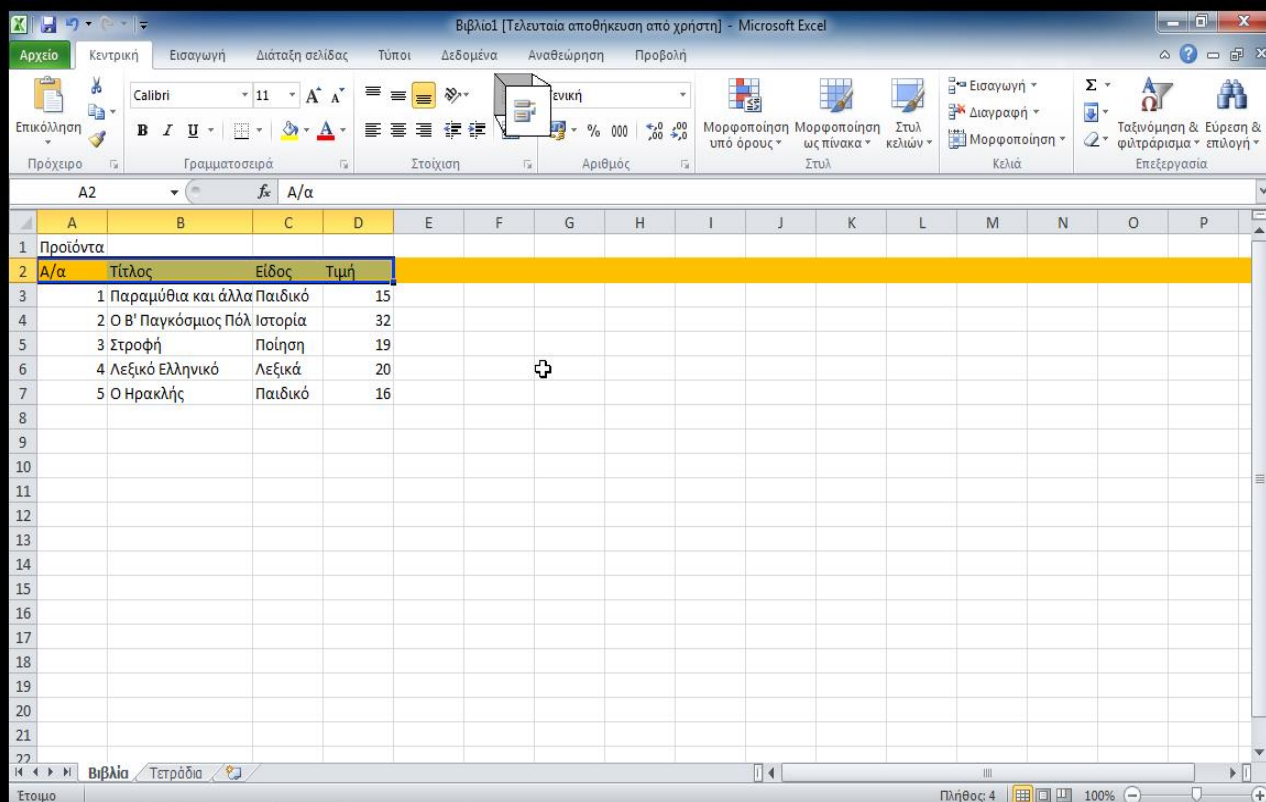 Βιβλίο1 [Τελευταία αποθήκευση από χρήστη] - Microsoft Excel
Αρχείο Κεντρική Εισαγωγή Διάταξη σελίδας Τύποι Δεδομένα Αναθεώρηση Προβολή
Επικόλληση
Calibri 11
B I U
A A
A
ενική
% 000
Μορφοποίηση υπό όρους
Μορφοποίηση ως πίνακα
Στυλ κελιών
Εισαγωγή
Διαγραφή
Μορφοποίηση
Σ
Ταξινόμηση & φιλτράρισμα
Εύρεση & επιλογή
Πρόχειρο Γραμματοσειρά Στοίχιση Αριθμός Στυλ Κελιά Επεξεργασία
A2 fx Α/α
A B C D E F G H I J K L M N O P
1 Προϊόντα
2 Α/α Τίτλος Είδος Τιμή
3 1 Παραμύθια και άλλα Παιδικό 15
4 2 Ο Β' Παγκόσμιος Πόλ Ιστορία 32
5 3 Στροφή Ποίηση 19
6 4 Λεξικό Ελληνικό Λεξικά 20
7 5 Ο Ηρακλής Παιδικό 16
8
9
10
11
12
13
14
15
16
17
18
19
20
21
22
Βιβλία Τετράδια
Έτοιμο Πλήθος: 4 100%